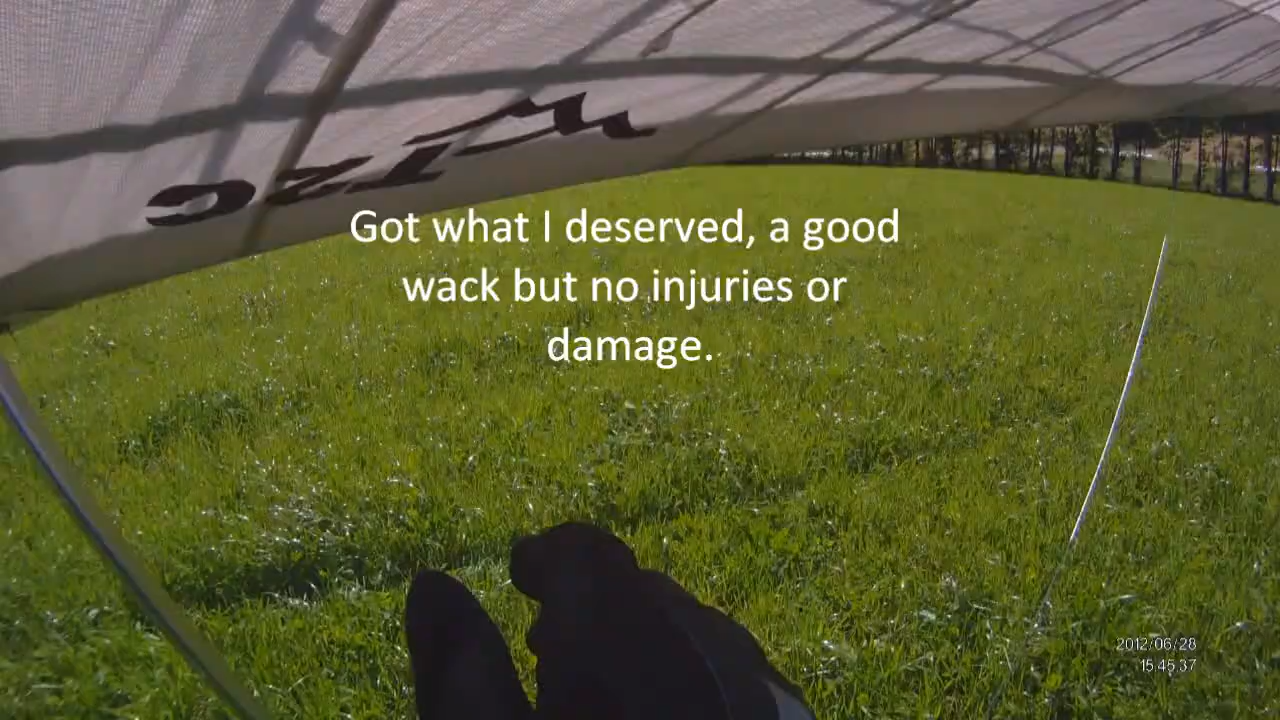 Got what I deserved, a good
wack but no injuries or
damage.
2012/06/28
15:45:37